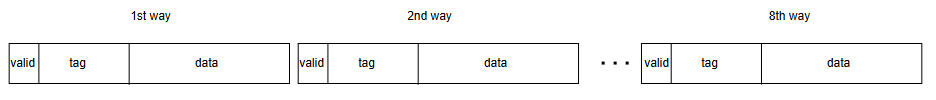 1st way 2nd way 8th way
valid tag data valid tag data ... valid tag data